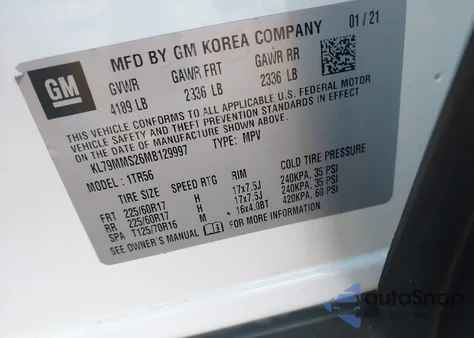 GM
MFD BY GM KOREA COMPANY 01 / 21
GVWR GAWR FRT GAWR RR
4189 LB 2336 LB 2336 LB
THIS VEHICLE CONFORMS TO ALL APPLICABLE U.S. FEDERAL MOTOR
VEHICLE SAFETY AND THEFT PREVENTION STANDARDS IN EFFECT ON
THE DATE OF MANUFACTURE SHOWN ABOVE.
KL79MMS26MB129997 TYPE: MPV
MODEL: 1TR56
TIRE SIZE SPEED RTG RIM COLD TIRE PRESSURE
FRT 225/60R17 H 17x7.5J 240KPA, 35 PSI
RR 225/60R17 H 17x7.5J 240KPA, 35 PSI
SPA T125/70R16 M * 16x4.0BT 420KPA, 60 PSI
SEE OWNER'S MANUAL
autoSnap